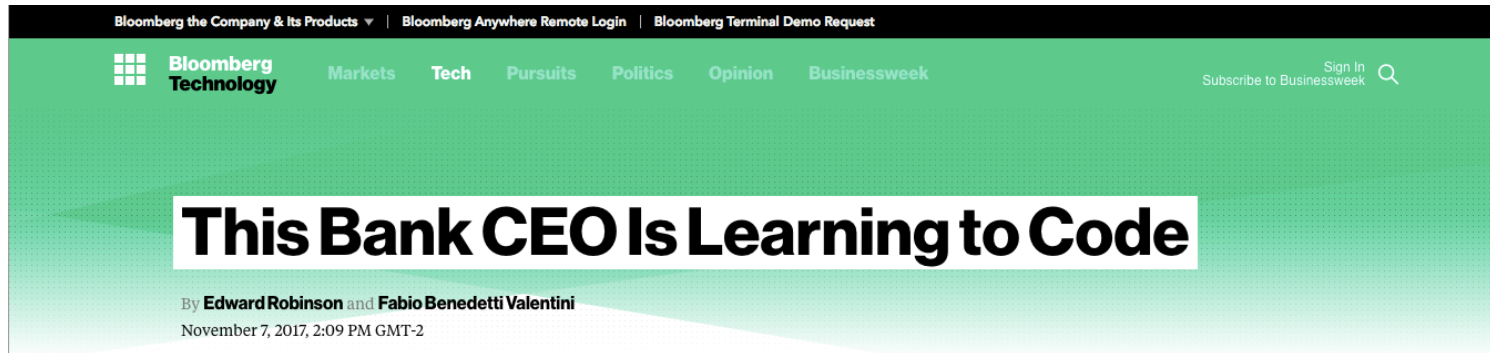 Bloomberg the Company & Its Products ▼ | Bloomberg Anywhere Remote Login | Bloomberg Terminal Demo Request
Bloomberg
Technology
Markets Tech Pursuits Politics Opinion Businessweek
Sign In
Subscribe to Businessweek
This Bank CEO Is Learning to Code
By Edward Robinson and Fabio Benedetti Valentini
November 7, 2017, 2:09 PM GMT-2